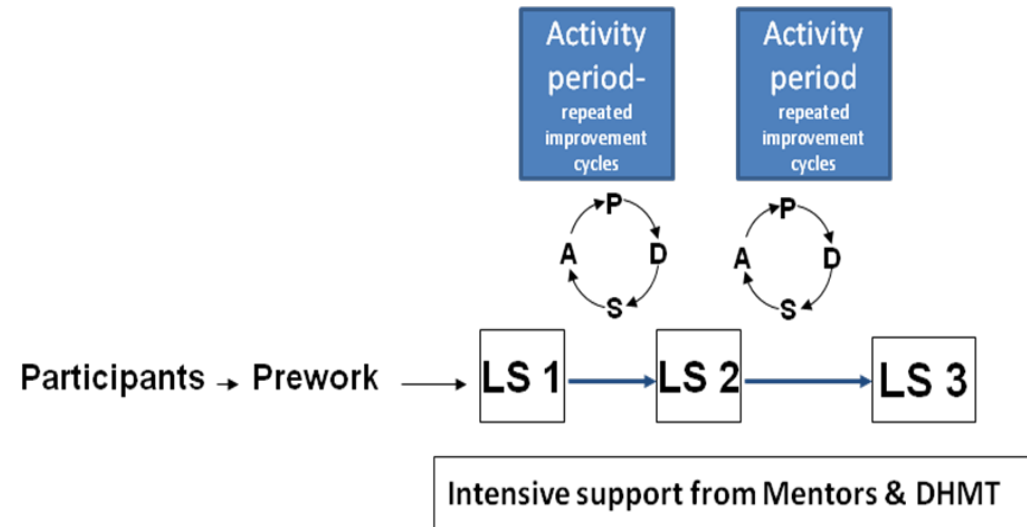 Activity
period-
repeated
improvement
cycles
Activity
period
repeated
improvement
cycles
P
A D
S
P
A D
S
Participants Prework LS 1 LS 2 LS 3
Intensive support from Mentors & DHMT